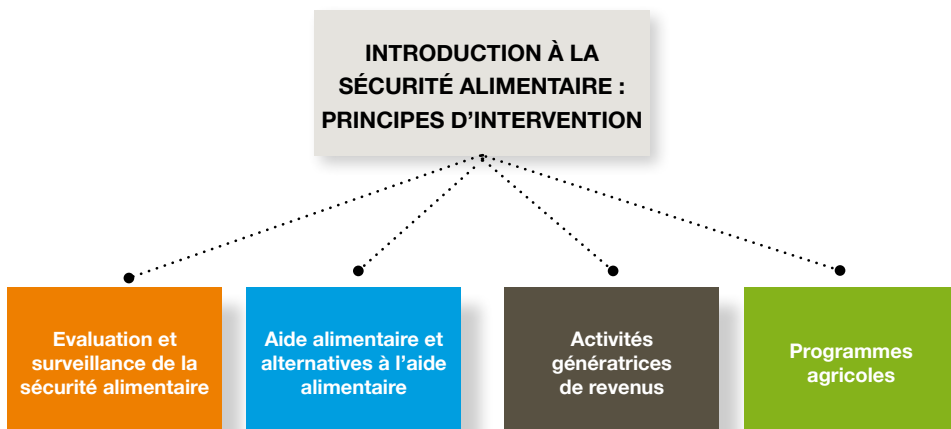 INTRODUCTION À LA
SÉCURITÉ ALIMENTAIRE :
PRINCIPES D’INTERVENTION
Evaluation et
surveillance de la
sécurité alimentaire
Aide alimentaire et
alternatives à l’aide
alimentaire
Activités
génératrices
de revenus
Programmes
agricoles